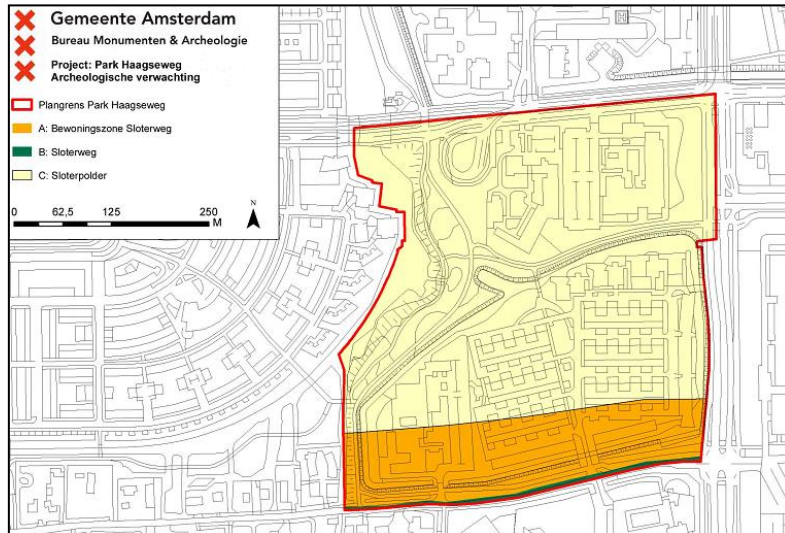 Gemeente Amsterdam
Bureau Monumenten & Archeologie
Project: Park Haagseweg
Archeologische verwachting
Plangrens Park Haagseweg
A: Bewoningszone Sloterweg
B: Sloterweg
C: Sloterpolder
0 62,5 125 250
M
N